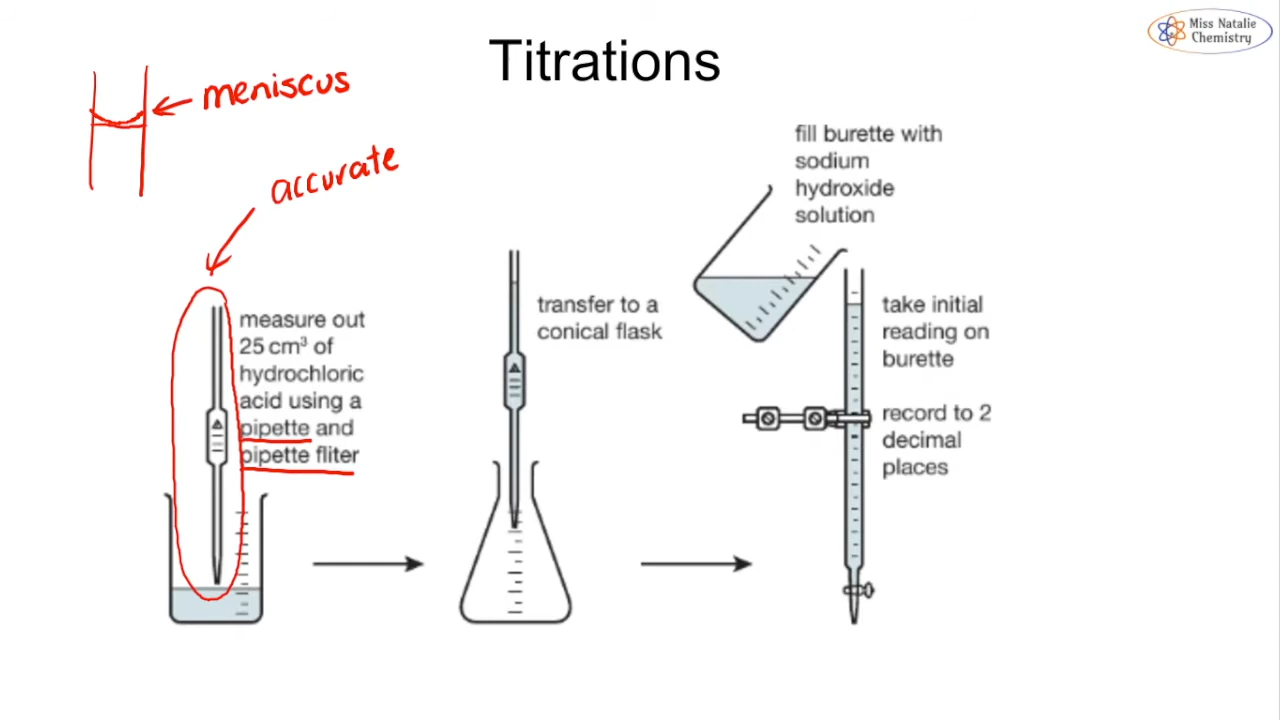 Titrations
Miss Natalie
Chemistry
meniscus
accurate
measure out
25 cm³ of
hydrochloric
acid using a
pipette and
pipette fliter
transfer to a
conical flask
fill burette with
sodium
hydroxide
solution
take initial
reading on
burette
record to 2
decimal
places